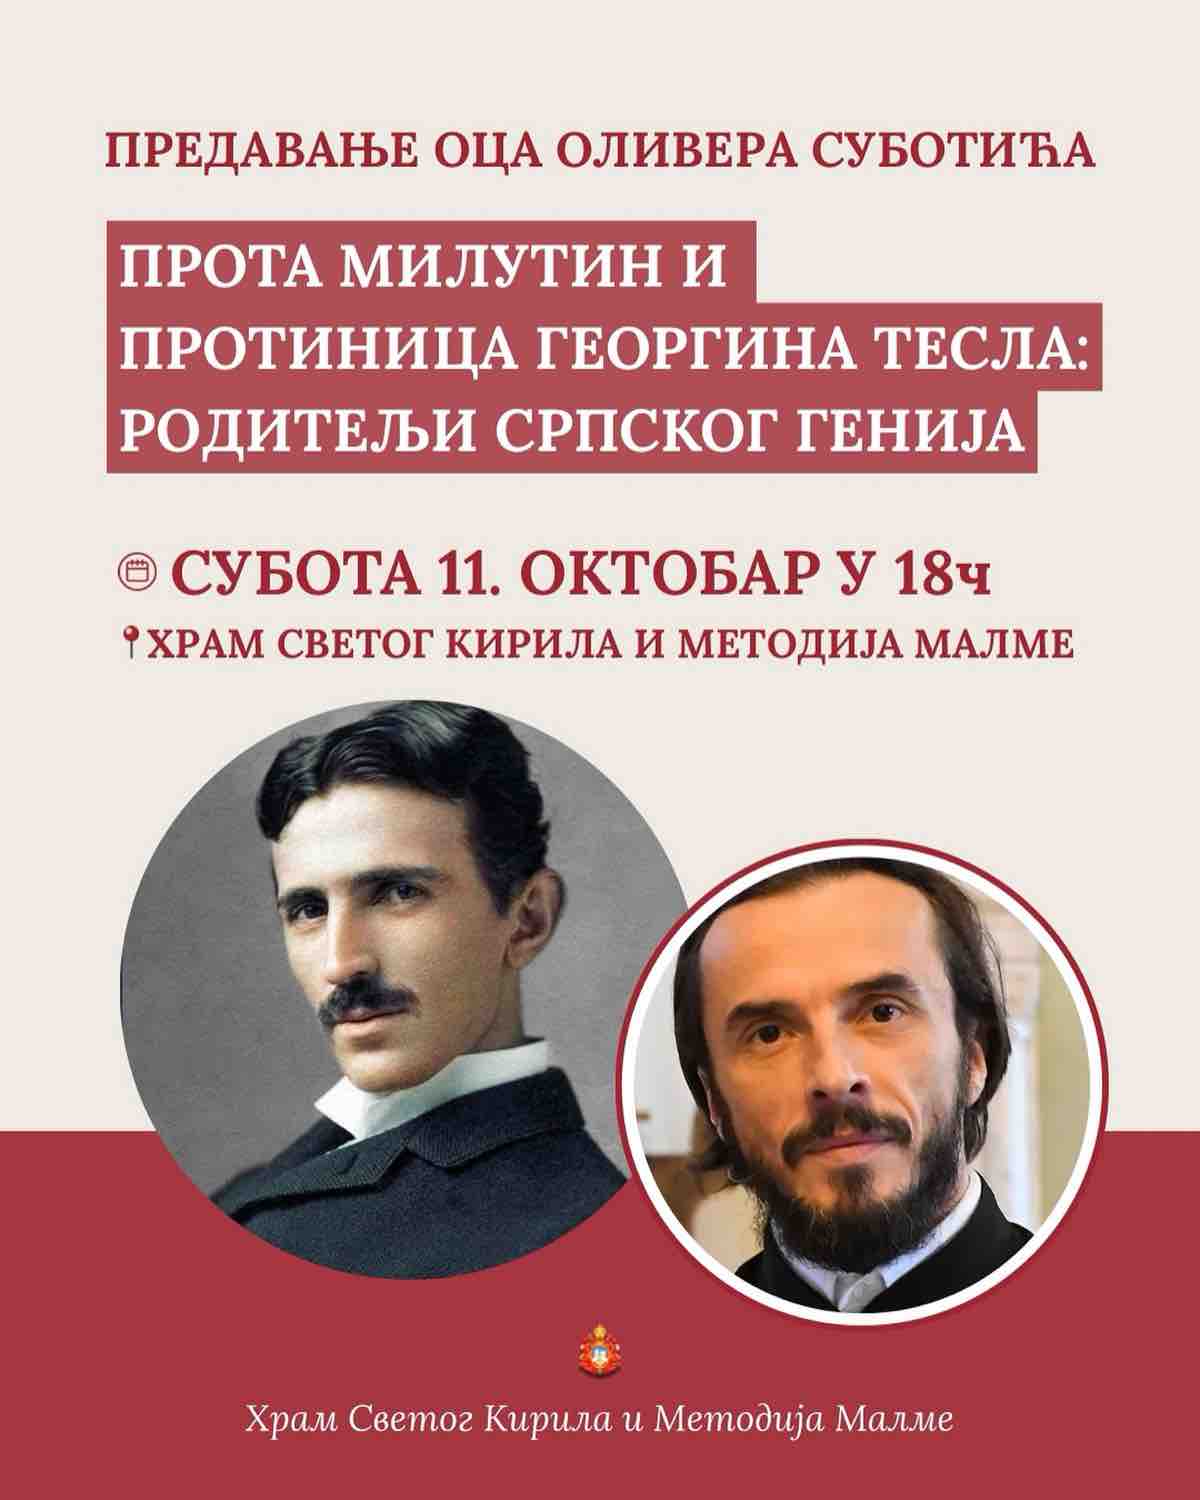 ПРЕДАВАЊЕ ОЦА ОЛИВЕРА СУБОТИЋА
ПРОТА МИЛУТИН И
ПРОТИНИЦА ГЕОРГИНА ТЕСЛА:
РОДИТЕЉИ СРПСКОГ ГЕНИЈА
СУБОТА 11. ОКТОБАР У 18ч
ХРАМ СВЕТОГ КИРИЛА И МЕТОДИЈА МАЛМЕ
Храм Светог Кирила и Методија Малме